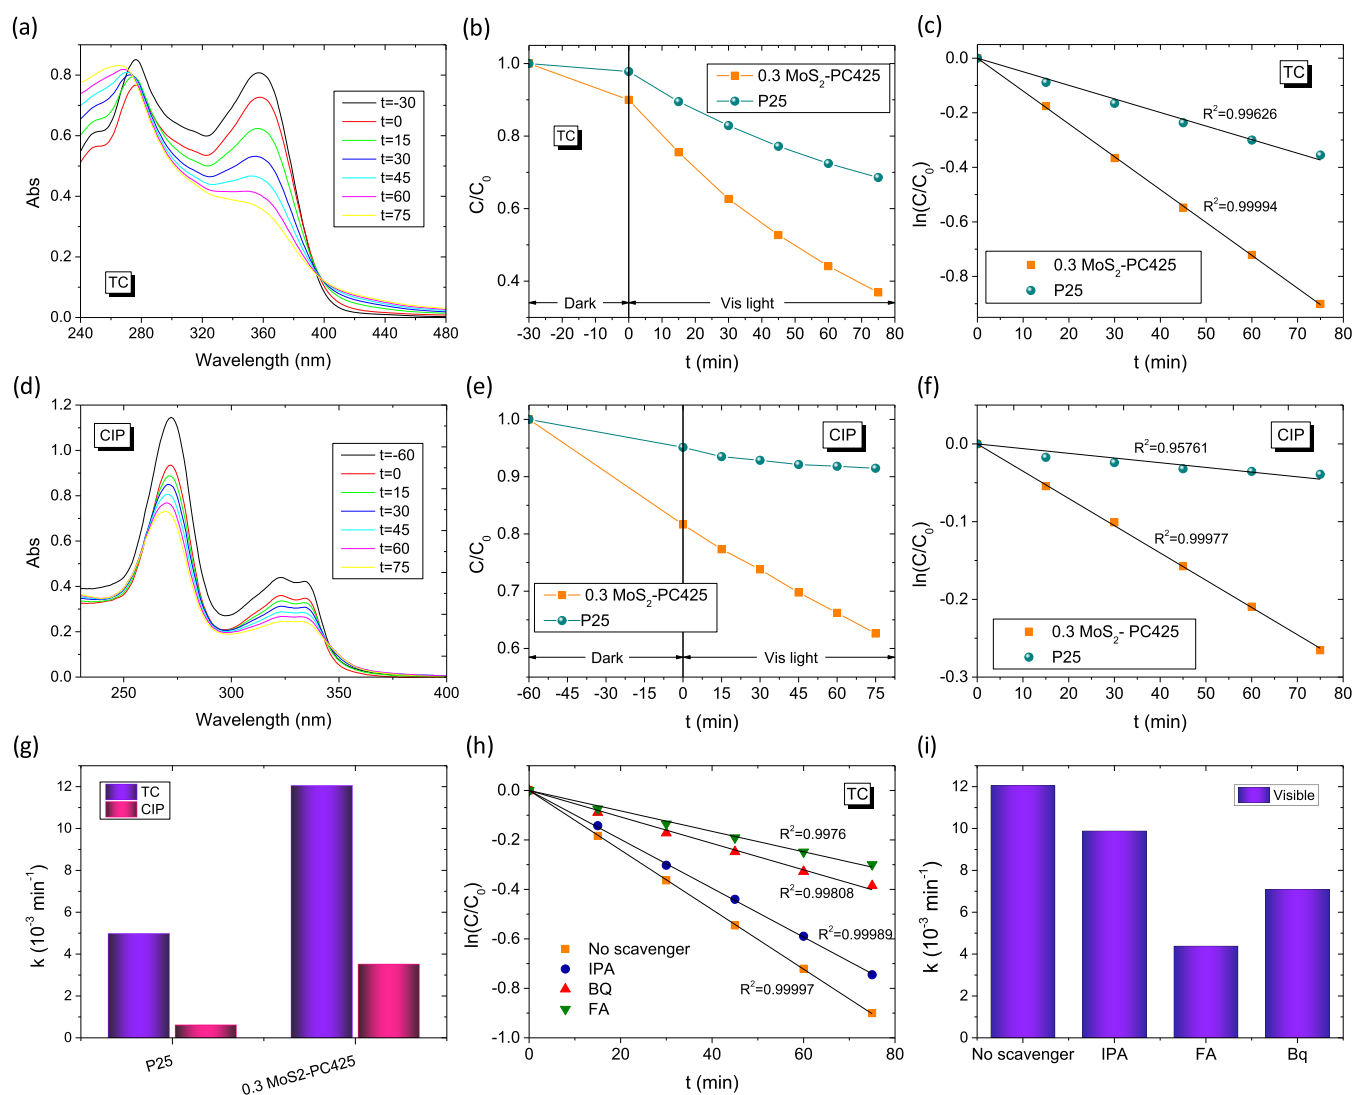 (a)
0.8
0.6
0.4
0.2
0.0
Abs
240 280 320 360 400 440 480
Wavelength (nm)
TC
t=-30
t=0
t=15
t=30
t=45
t=60
t=75
(b)
1.0
0.8
0.6
0.4
C/C0
-30 -20 -10 0 10 20 30 40 50 60 70 80
t (min)
TC
0.3 MoS2-PC425
P25
Dark
Vis light
(c)
0.0
-0.2
-0.4
-0.6
-0.8
ln(C/C0)
0 10 20 30 40 50 60 70 80
t (min)
TC
R2=0.99626
R2=0.99994
0.3 MoS2-PC425
P25
(d)
1.2
1.0
0.8
0.6
0.4
0.2
0.0
Abs
250 300 350 400
Wavelength (nm)
CIP
t=-60
t=0
t=15
t=30
t=45
t=60
t=75
(e)
1.0
0.9
0.8
0.7
0.6
C/C0
-60 -45 -30 -15 0 15 30 45 60 75
t (min)
CIP
0.3 MoS2-PC425
P25
Dark
Vis light
(f)
0.0
-0.1
-0.2
-0.3
ln(C/C0)
0 10 20 30 40 50 60 70 80
t (min)
CIP
R2=0.95761
R2=0.99977
0.3 MoS2- PC425
P25
(g)
12
10
8
6
4
2
0
k (10-3 min-1)
TC
CIP
P25
0.3 MoS2-PC425
(h)
0.0
-0.2
-0.4
-0.6
-0.8
-1.0
ln(C/C0)
0 20 40 60 80
t (min)
TC
R2=0.9976
R2=0.99808
R2=0.99989
R2=0.99997
No scavenger
IPA
BQ
FA
(i)
12
10
8
6
4
2
0
k (10-3 min-1)
Visible
No scavenger IPA FA Bq